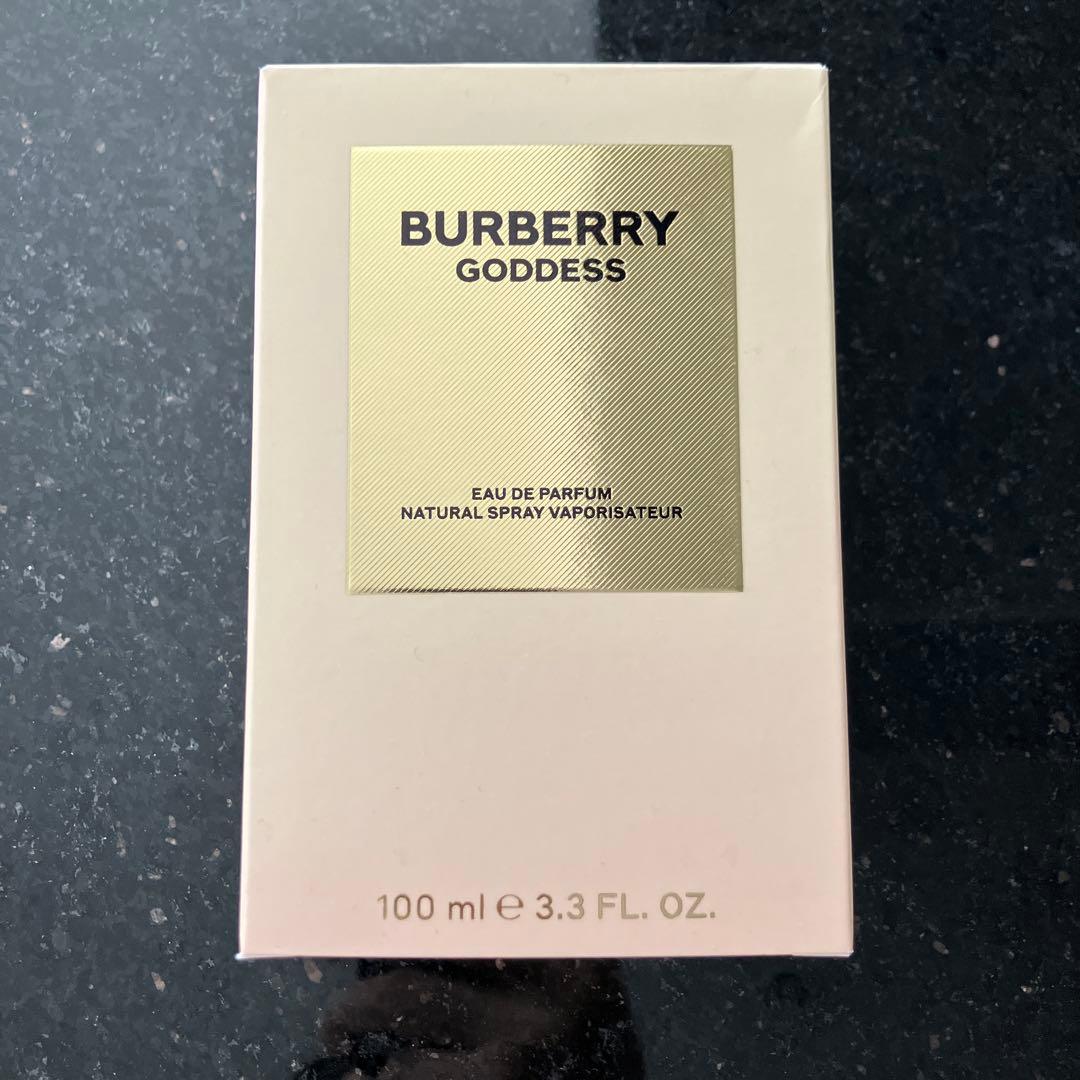 BURBERRY
GODDESS
EAU DE PARFUM
NATURAL SPRAY VAPORISATEUR
100 ml ℮ 3.3 FL. OZ.